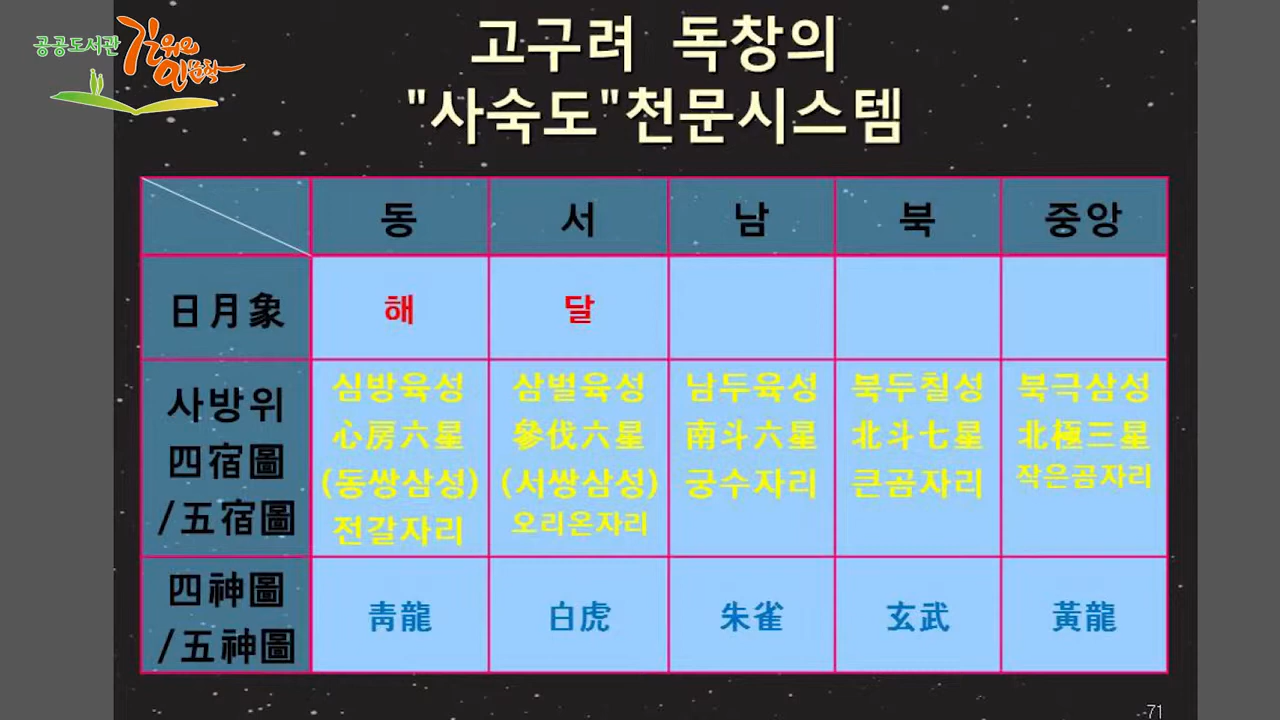 공공도서관
길 위의
인문학
고구려 독창의
"사숙도"천문시스템
동 서 남 북 중앙
日月象 해 달
사방위
四宿圖
/五宿圖
심방육성
心房六星
(동쌍삼성)
전갈자리
삼벌육성
參伐六星
(서쌍삼성)
오리온자리
남두육성
南斗六星
궁수자리
북두칠성
北斗七星
큰곰자리
북극삼성
北極三星
작은곰자리
四神圖
/五神圖
靑龍 白虎 朱雀 玄武 黃龍
71